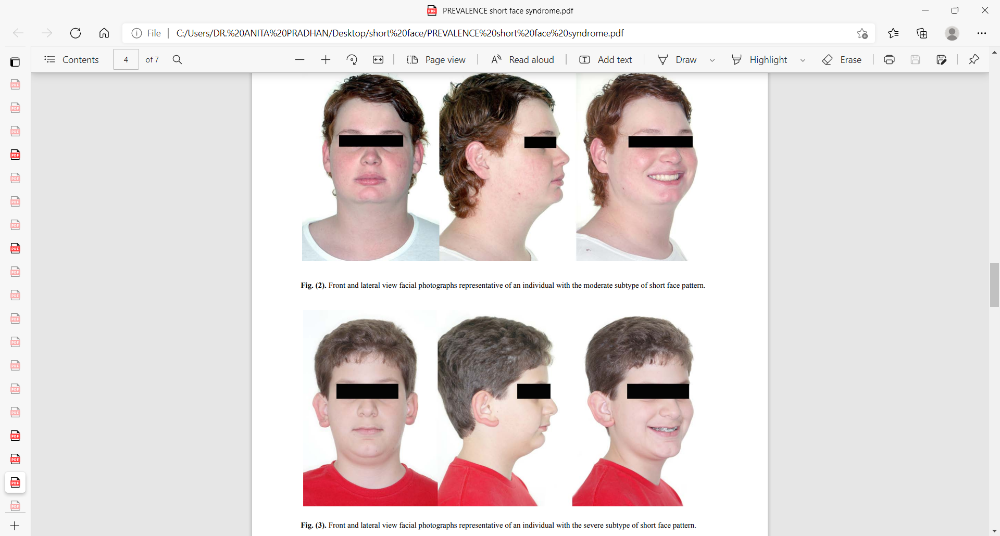 PREVALENCE short face syndrome.pdf
File C:/Users/DR.%20ANITA%20PRADHAN/Desktop/short%20face/PREVALENCE%20short%20face%20syndrome.pdf
Contents 4 of 7 Page view Read aloud Add text Draw Highlight Erase
Fig. (2). Front and lateral view facial photographs representative of an individual with the moderate subtype of short face pattern.
Fig. (3). Front and lateral view facial photographs representative of an individual with the severe subtype of short face pattern.